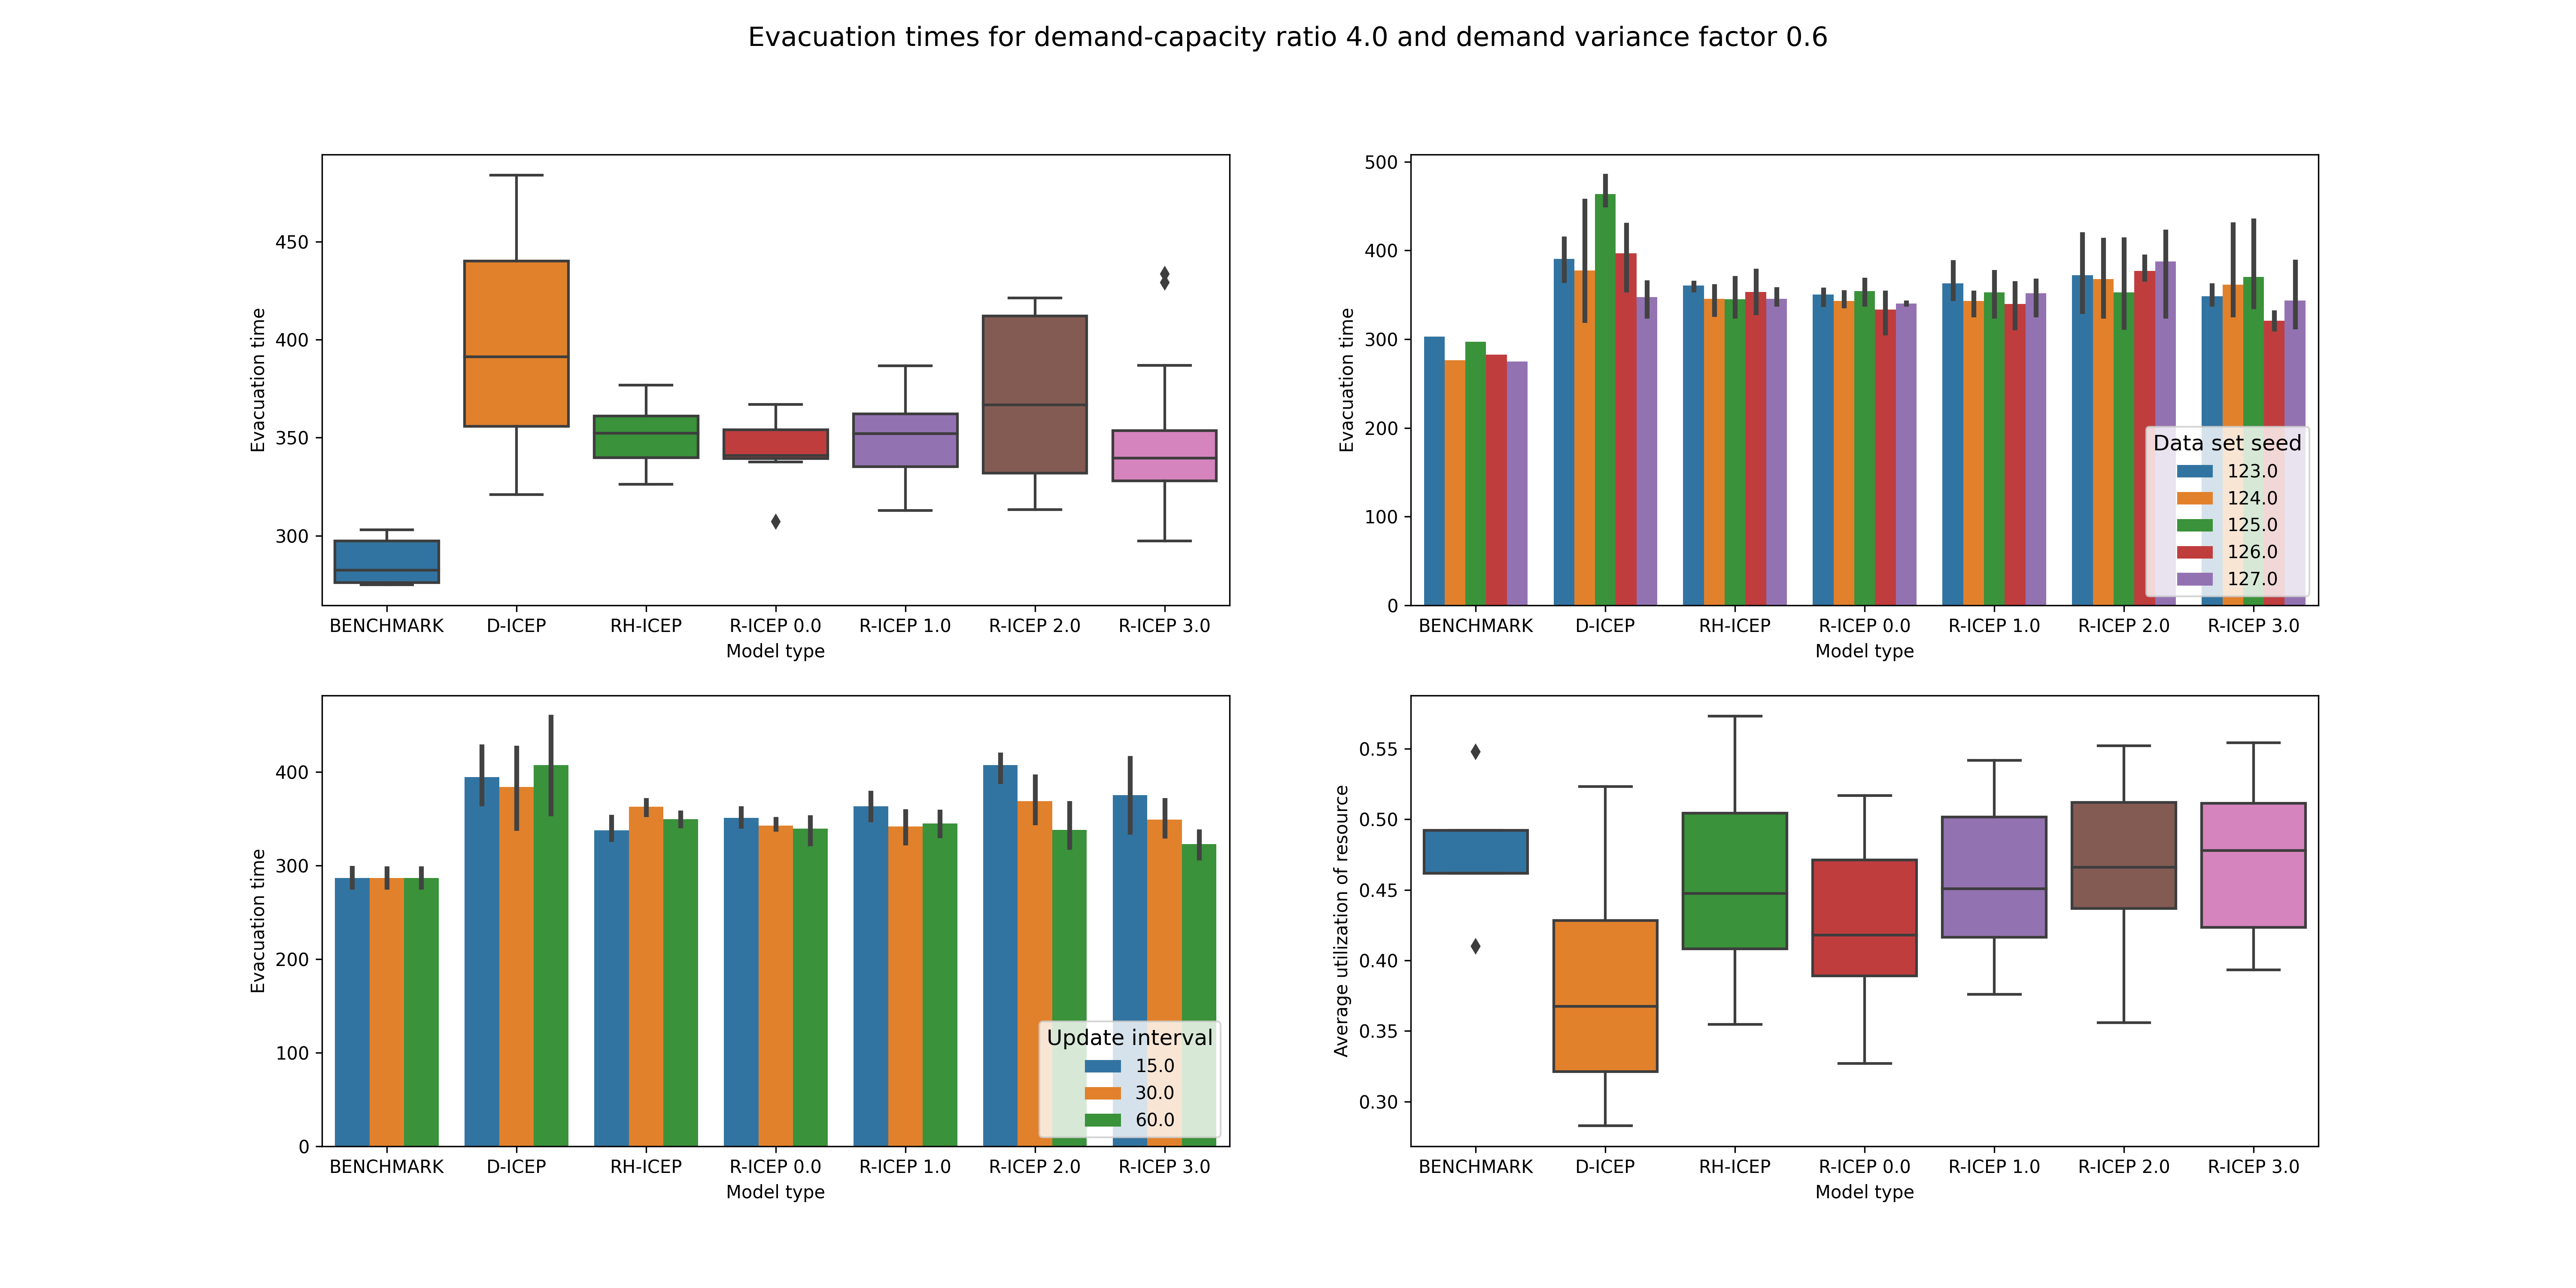 Evacuation times for demand-capacity ratio 4.0 and demand variance factor 0.6
Evacuation time
450
400
350
300
BENCHMARK D-ICEP RH-ICEP R-ICEP 0.0 R-ICEP 1.0 R-ICEP 2.0 R-ICEP 3.0
Model type
Evacuation time
500
400
300
200
100
0
Data set seed
123.0
124.0
125.0
126.0
127.0
BENCHMARK D-ICEP RH-ICEP R-ICEP 0.0 R-ICEP 1.0 R-ICEP 2.0 R-ICEP 3.0
Model type
Evacuation time
400
300
200
100
0
Update interval
15.0
30.0
60.0
BENCHMARK D-ICEP RH-ICEP R-ICEP 0.0 R-ICEP 1.0 R-ICEP 2.0 R-ICEP 3.0
Model type
Average utilization of resource
0.55
0.50
0.45
0.40
0.35
0.30
BENCHMARK D-ICEP RH-ICEP R-ICEP 0.0 R-ICEP 1.0 R-ICEP 2.0 R-ICEP 3.0
Model type